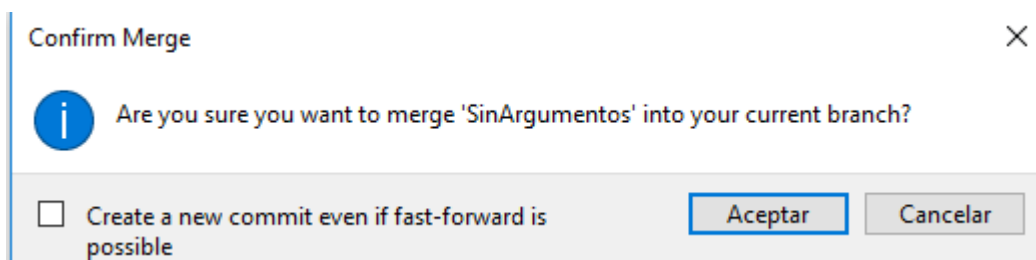 Confirm Merge
Are you sure you want to merge 'SinArgumentos' into your current branch?
Create a new commit even if fast-forward is
possible
Aceptar
Cancelar